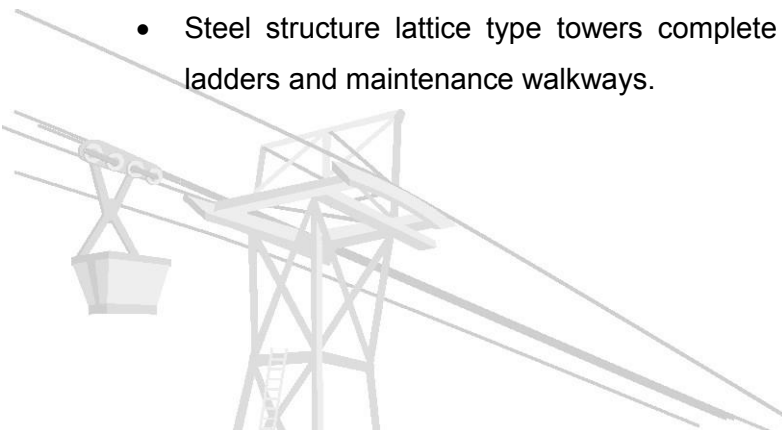 • Steel structure lattice type towers complete
ladders and maintenance walkways.